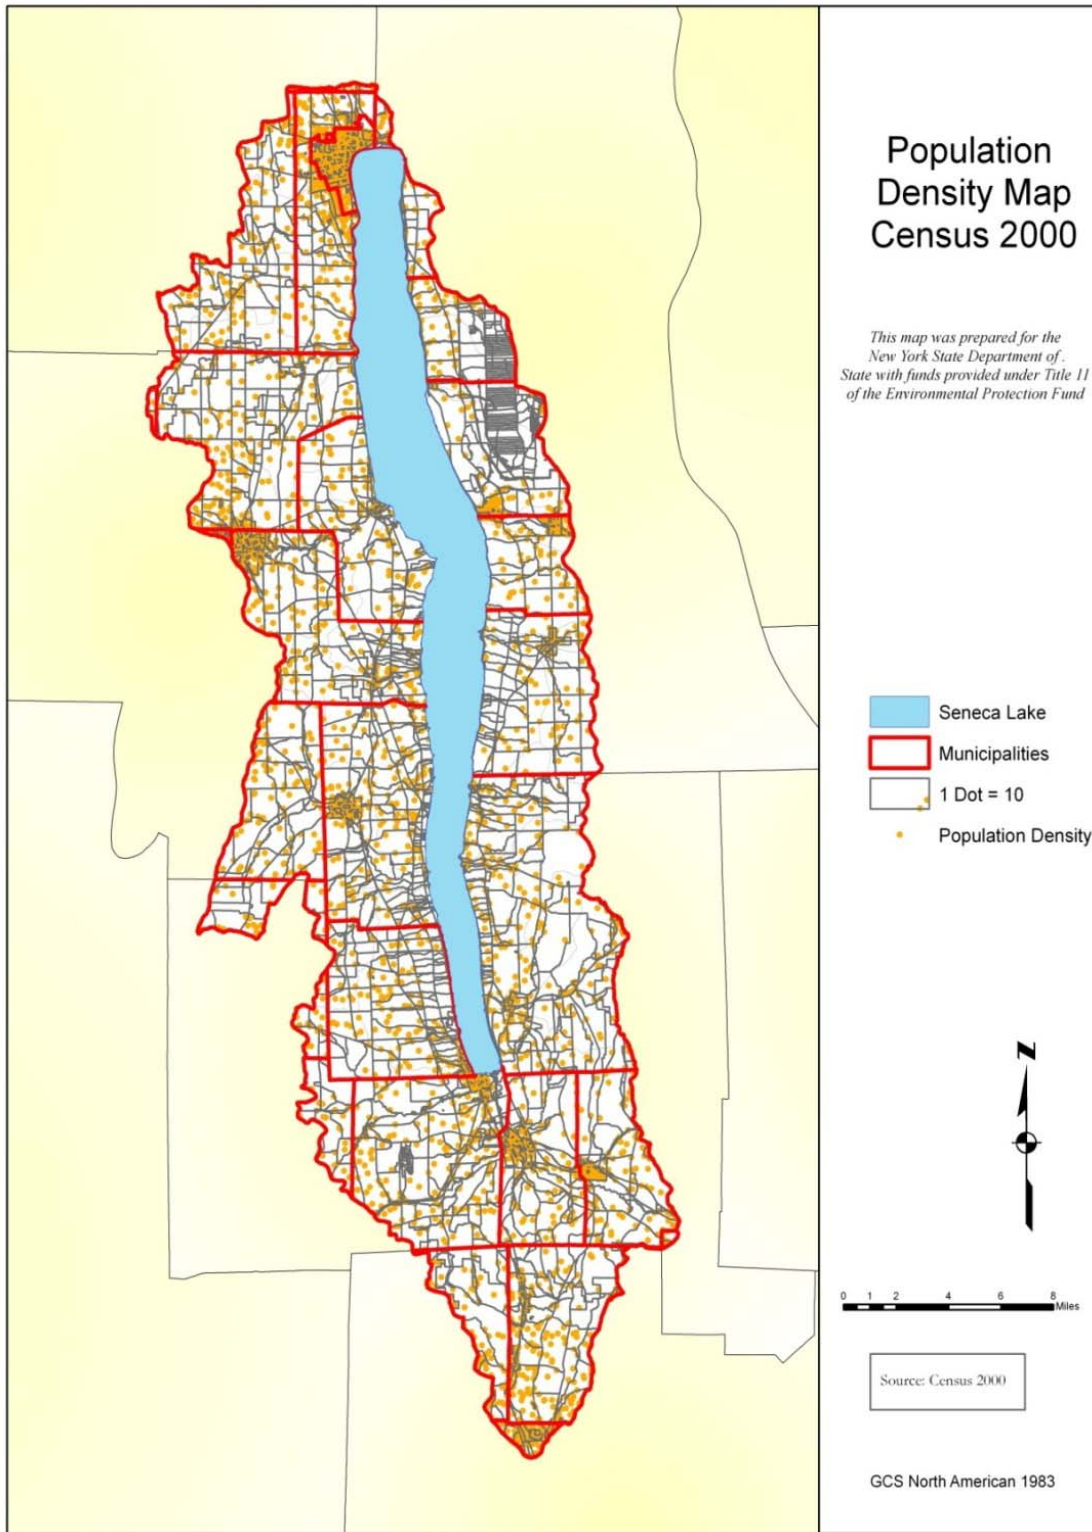 Population
Density Map
Census 2000
This map was prepared for the
New York State Department of .
State with funds provided under Title 11
of the Environmental Protection Fund
Seneca Lake
Municipalities
1 Dot = 10
Population Density
N
0 1 2 4 6 8
Miles
Source: Census 2000
GCS North American 1983